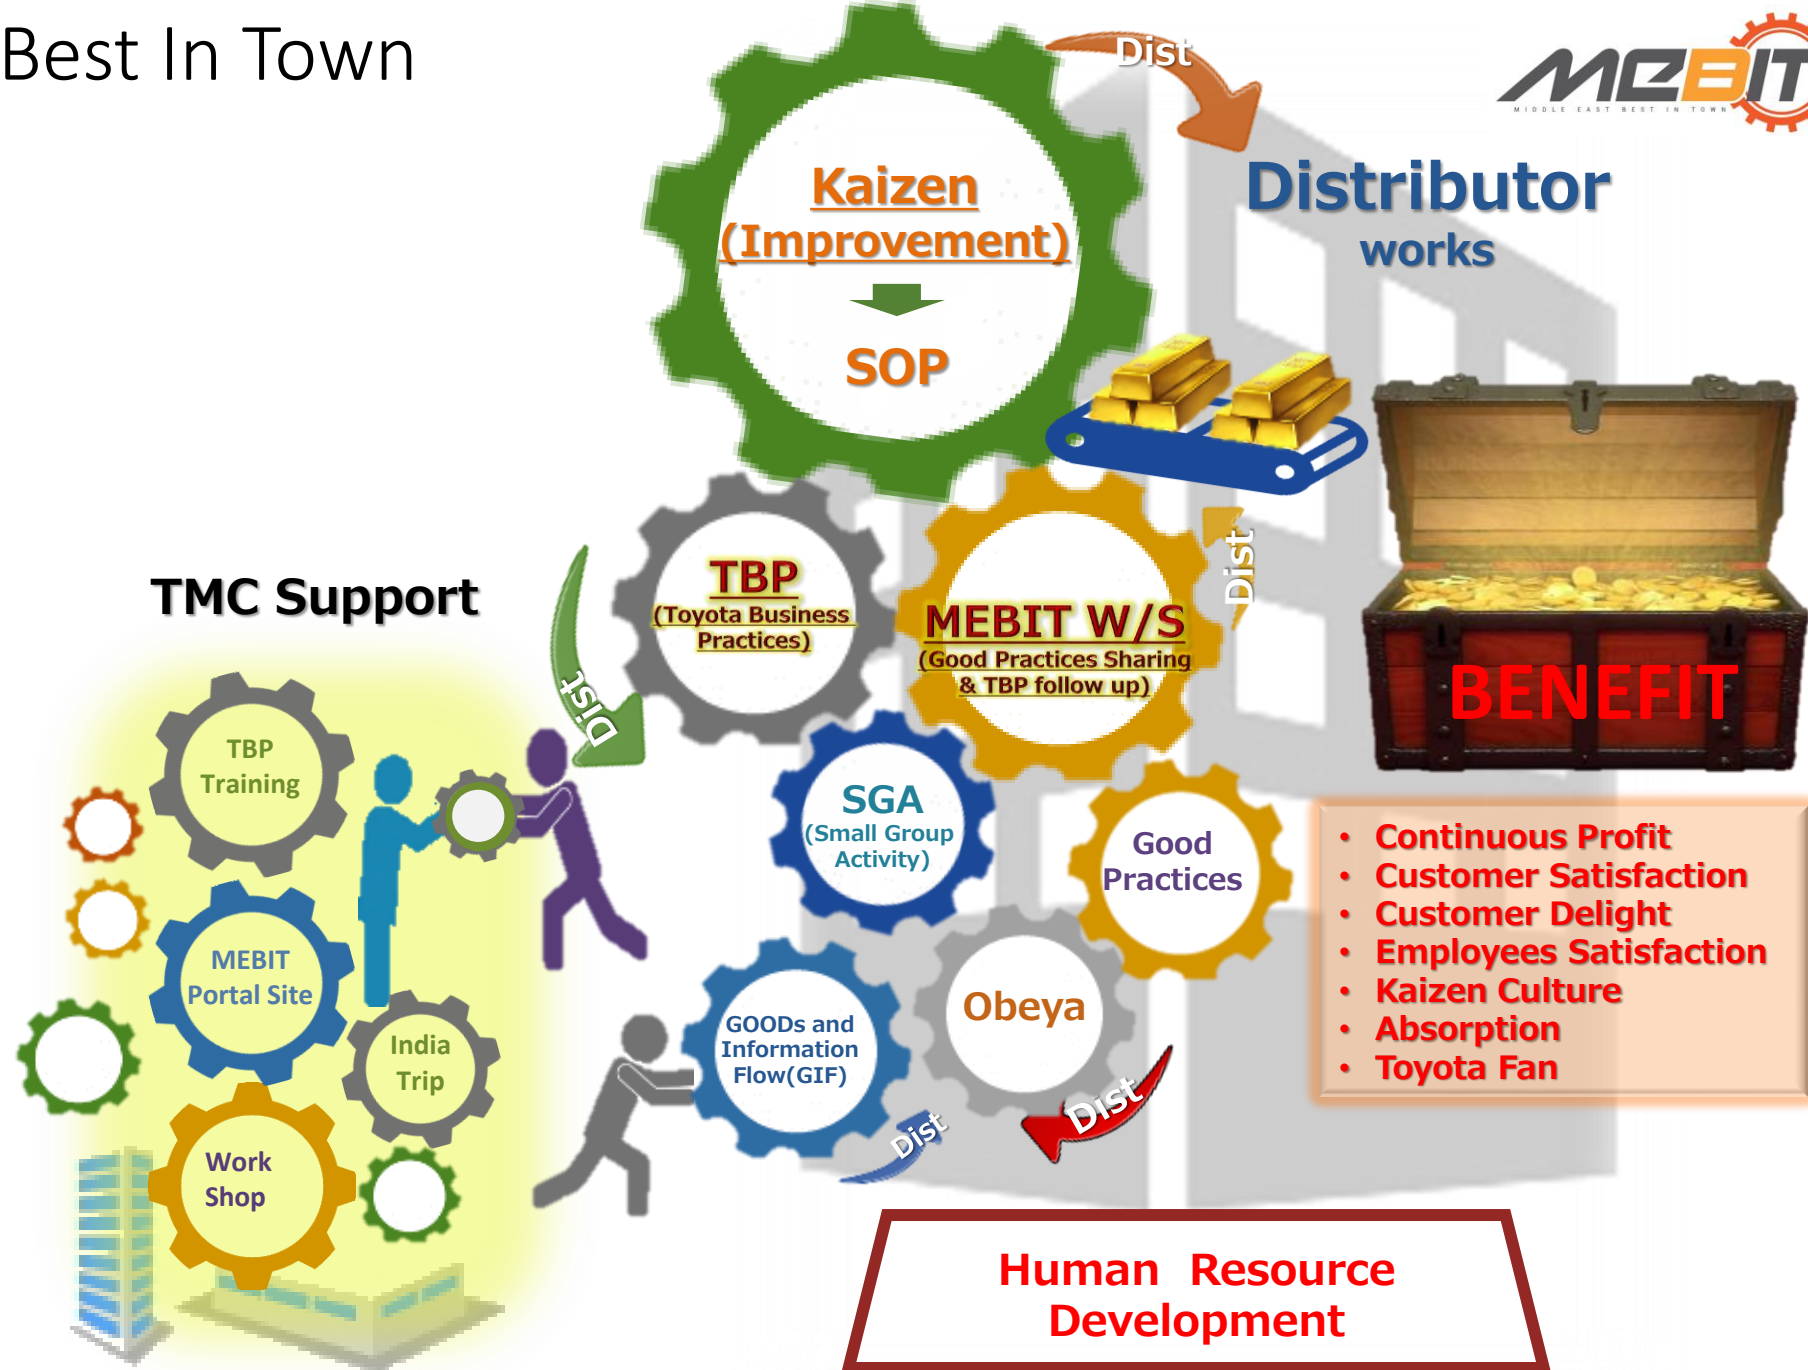 Best In Town
MEBIT
MIDDLE EAST BEST IN TOWN
Dist
Distributor
works
Kaizen
(Improvement)
SOP
Dist
TBP
(Toyota Business
Practices)
MEBIT W/S
(Good Practices Sharing
& TBP follow up)
Dist
TMC Support
TBP
Training
MEBIT
Portal Site
India
Trip
Work
Shop
SGA
(Small Group
Activity)
Good
Practices
GOODs and
Information
Flow(GIF)
Obeya
Dist
Dist
BENEFIT
• Continuous Profit
• Customer Satisfaction
• Customer Delight
• Employees Satisfaction
• Kaizen Culture
• Absorption
• Toyota Fan
Human Resource
Development